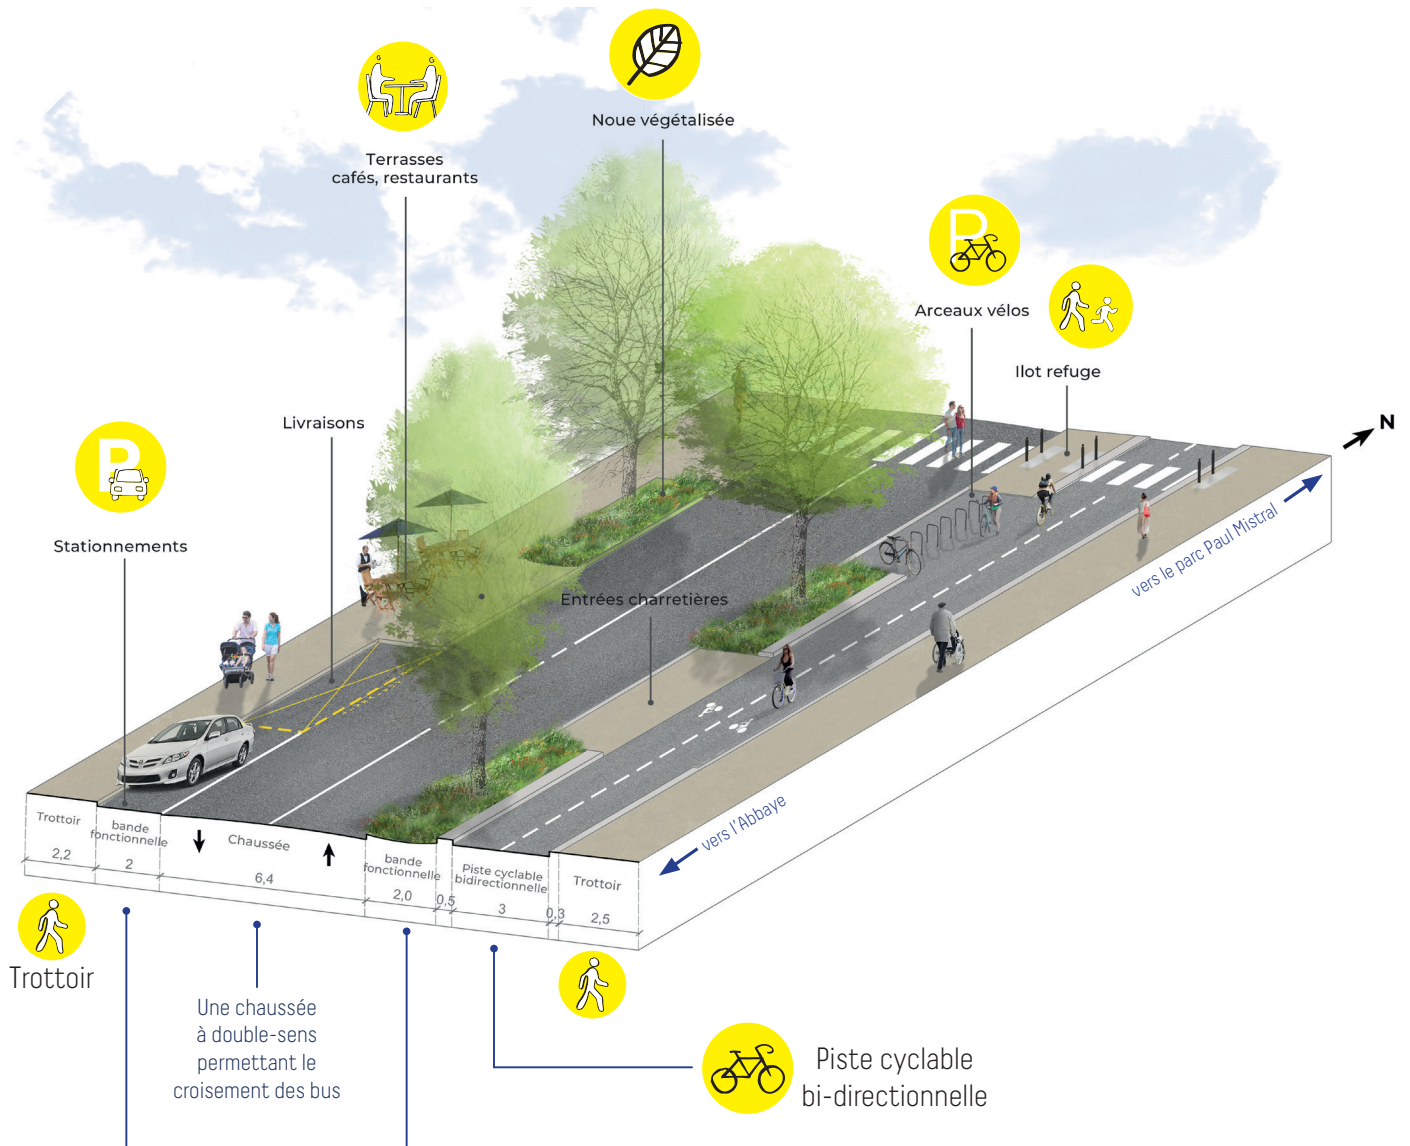 Noue végétalisée
Terrasses
cafés, restaurants
P
Arceaux vélos
Ilot refuge
Livraisons
N
P
Stationnements
vers le parc Paul Mistral
Entrées charretières
vers l'Abbaye
Trottoir
2,2
bande
fonctionnelle
2
Chaussée
6,4
bande
fonctionnelle
2,0
0,5
Piste cyclable
bidirectionnelle
3
0,3
Trottoir
2,5
Trottoir
Une chaussée
à double-sens
permettant le
croisement des bus
Piste cyclable
bi-directionnelle